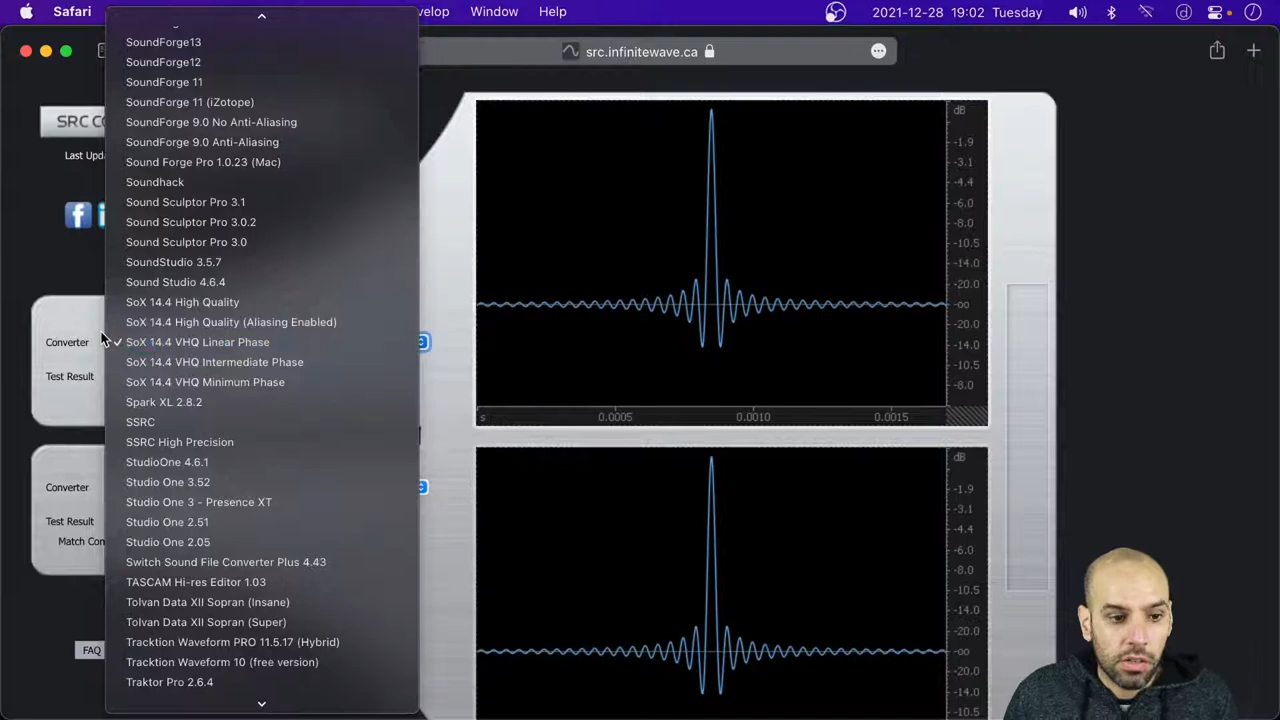 Safari
velop
Window
Help
2021-12-28 19:02 Tuesday
src.infinitewave.ca
SRC CO
Last Upda
Converter
Test Result
Converter
Test Result
Match Con
FAQ
SoundForge13
SoundForge12
SoundForge 11
SoundForge 11 (iZotope)
SoundForge 9.0 No Anti-Aliasing
SoundForge 9.0 Anti-Aliasing
Sound Forge Pro 1.0.23 (Mac)
Soundhack
Sound Sculptor Pro 3.1
Sound Sculptor Pro 3.0.2
Sound Sculptor Pro 3.0
SoundStudio 3.5.7
Sound Studio 4.6.4
SoX 14.4 High Quality
SoX 14.4 High Quality (Aliasing Enabled)
SoX 14.4 VHQ Linear Phase
SoX 14.4 VHQ Intermediate Phase
SoX 14.4 VHQ Minimum Phase
Spark XL 2.8.2
SSRC
SSRC High Precision
StudioOne 4.6.1
Studio One 3.52
Studio One 3 - Presence XT
Studio One 2.51
Studio One 2.05
Switch Sound File Converter Plus 4.43
TASCAM Hi-res Editor 1.03
Tolvan Data XII Sopran (Insane)
Tolvan Data XII Sopran (Super)
Tracktion Waveform PRO 11.5.17 (Hybrid)
Tracktion Waveform 10 (free version)
Traktor Pro 2.6.4
dB
-1.9
-3.1
-4.4
-6.0
-8.0
-10.5
-14.0
-20.0
-oo
-20.0
-14.0
-10.5
-8.0
s
0.0005
0.0010
0.0015
dB
-1.9
-3.1
-4.4
-6.0
-8.0
-10.5
-14.0
-20.0
-oo
-20.0
-14.0